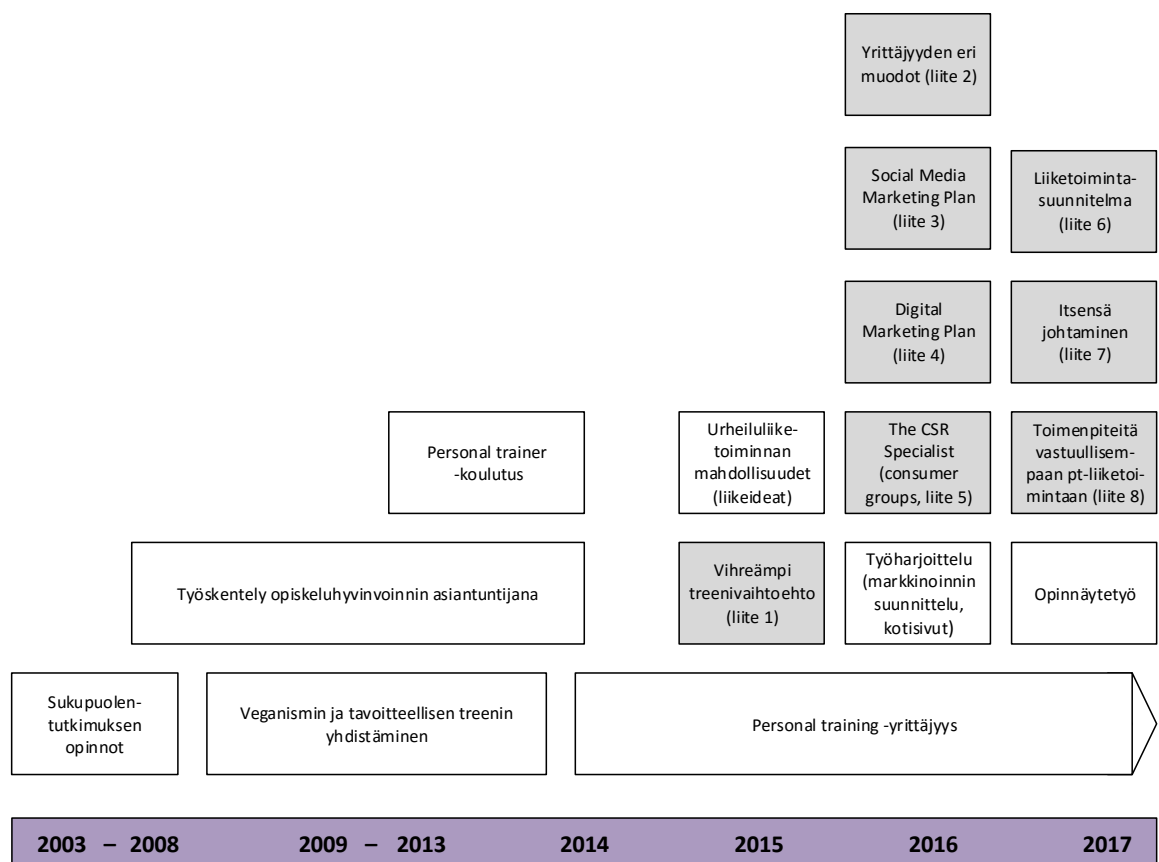 Yrittäjyyden eri
muodot (liite 2)
Social Media
Marketing Plan
(liite 3)
Liiketoiminta-
suunnitelma
(liite 6)
Digital
Marketing Plan
(liite 4)
Itsensä
johtaminen
(liite 7)
Personal trainer
-koulutus
Urheiluliike-
toiminnan
mahdollisuudet
(liikeideat)
The CSR
Specialist
(consumer
groups, liite 5)
Toimenpiteitä
vastuullisem-
paan pt-liiketoi-
mintaan (liite 8)
Työskentely opiskeluhyvinvoinnin asiantuntijana
Vihreämpi
treenivaihtoehto
(liite 1)
Työharjoittelu
(markkinoinnin
suunnittelu,
kotisivut)
Opinnäytetyö
Sukupuolen-
tutkimuksen
opinnot
Veganismin ja tavoitteellisen treenin
yhdistäminen
Personal training -yrittäjyys
2003 – 2008 2009 – 2013 2014 2015 2016 2017